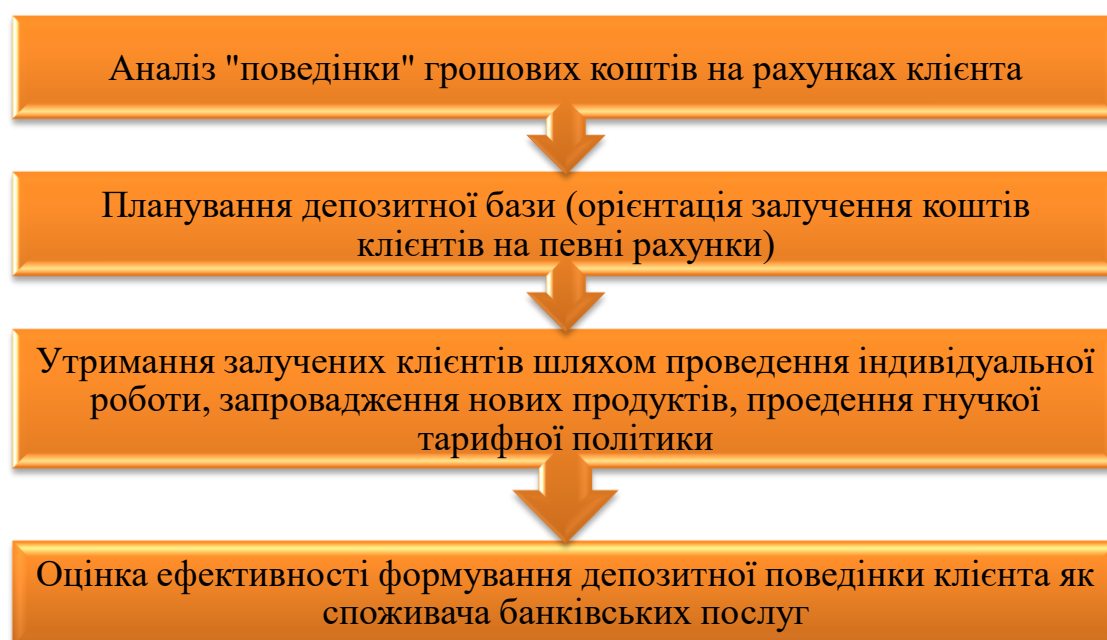 Аналіз "поведінки" грошових коштів на рахунках клієнта
Планування депозитної бази (орієнтація залучення коштів
клієнтів на певні рахунки)
Утримання залучених клієнтів шляхом проведення індивідуальної
роботи, запровадження нових продуктів, проедення гнучкої
тарифної політики
Оцінка ефективності формування депозитної поведінки клієнта як
споживача банківських послуг